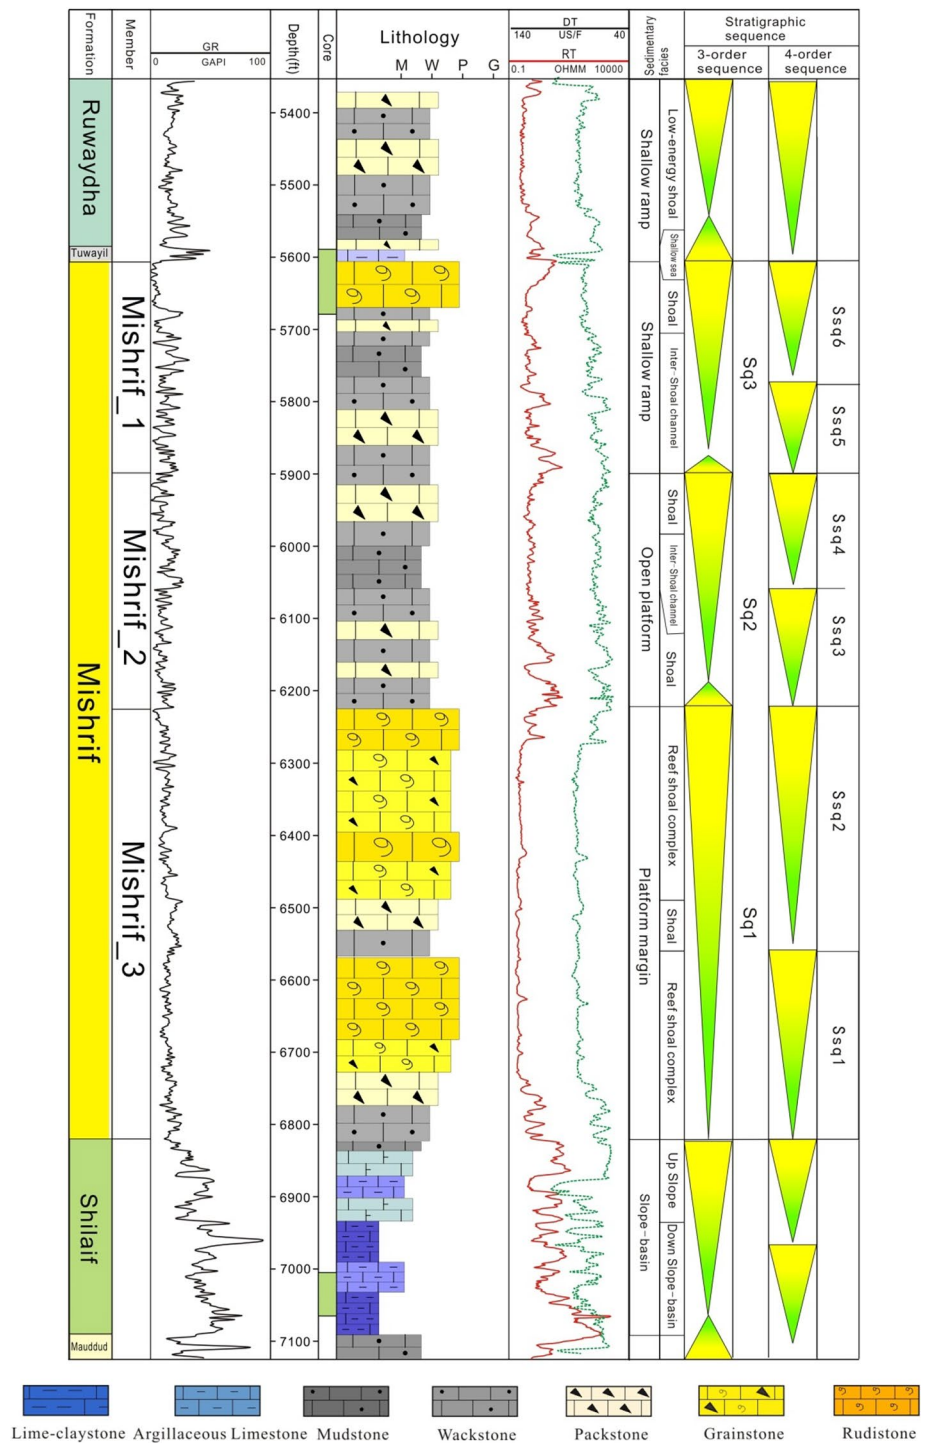 Formation
Member
GR
0 GAPI 100
Depth(ft)
Core
Lithology
M W P G
DT
140 US/F 40
RT
0.1 OHMM 10000
Sedimentary
facies
Stratigraphic
sequence
3-order
sequence
4-order
sequence
Ruwaydha
Tuwayil
Mishrif
Shilaif
Mauddud
Mishrif_1
Mishrif_2
Mishrif_3
5400
5500
5600
5700
5800
5900
6000
6100
6200
6300
6400
6500
6600
6700
6800
6900
7000
7100
Shallow ramp
Shallow ramp
Open platform
Platform margin
Slope-basin
Low-energy shoal
Shallow sea
Shoal
Inter-Shoal channel
Shoal
Inter-Shoal channel
Shoal
Reef shoal complex
Shoal
Reef shoal complex
Up Slope
Down Slope-basin
Sq3
Sq2
Sq1
Ssq6
Ssq5
Ssq4
Ssq3
Ssq2
Ssq1
Lime-claystone Argillaceous Limestone Mudstone Wackstone Packstone Grainstone Rudistone